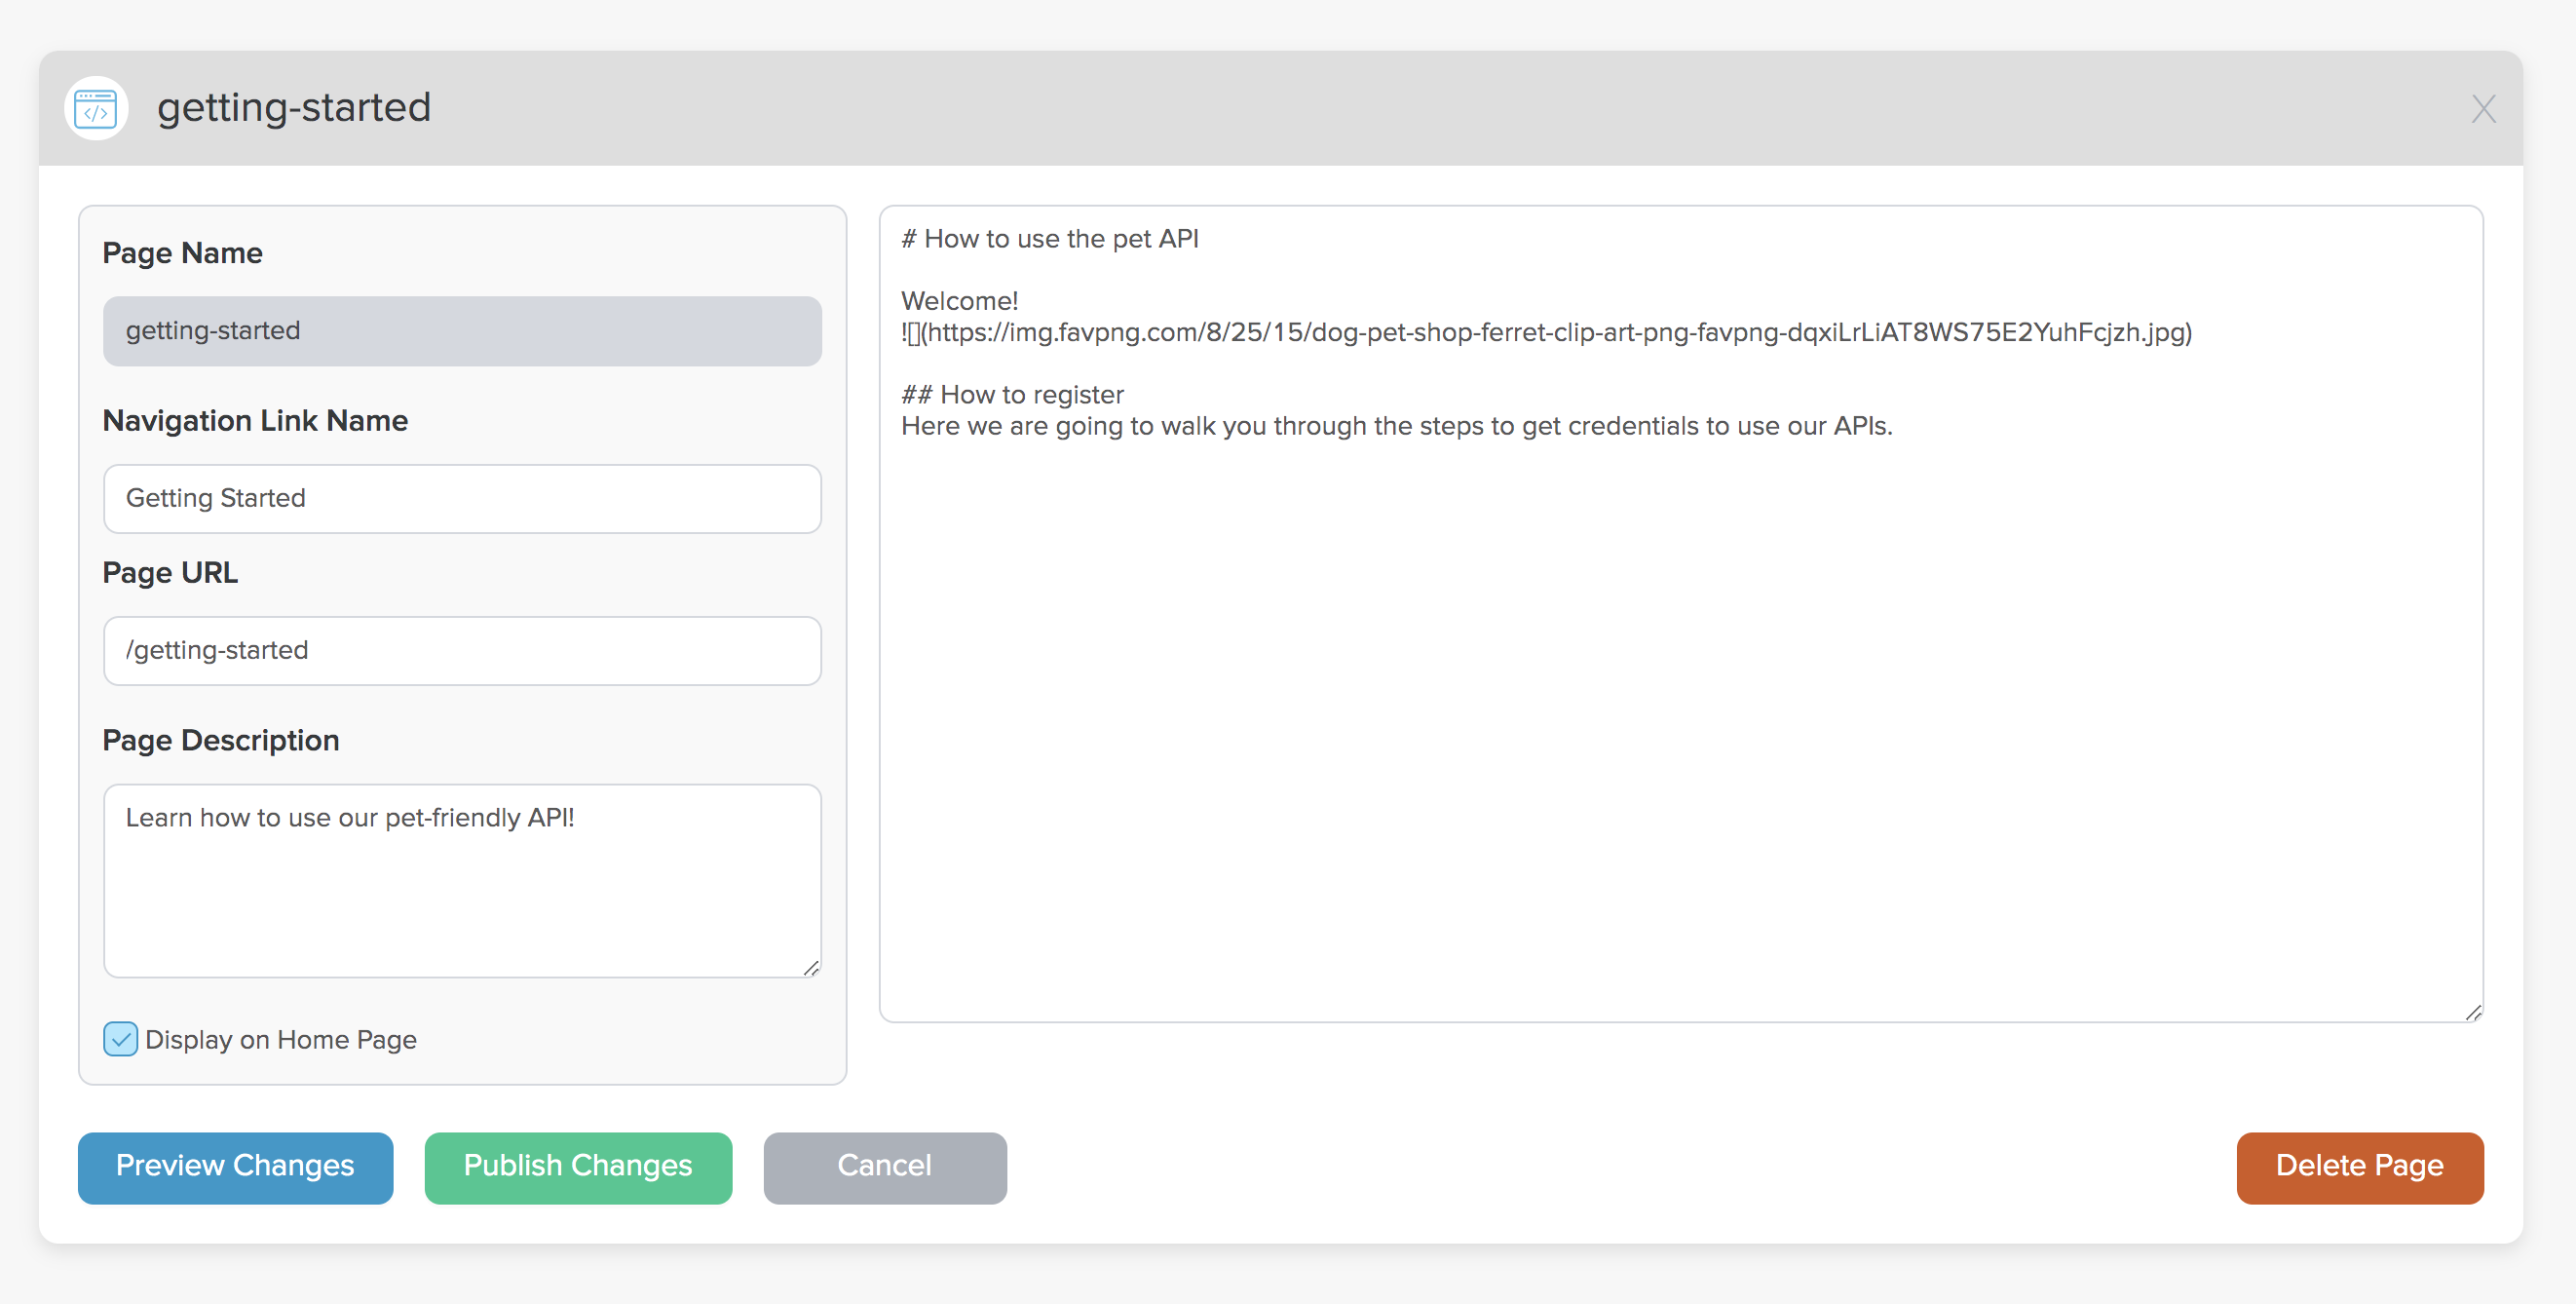 getting-started
X
Page Name
getting-started
Navigation Link Name
Getting Started
Page URL
/getting-started
Page Description
Learn how to use our pet-friendly API!
Display on Home Page
# How to use the pet API
Welcome!
![](https://img.favpng.com/8/25/15/dog-pet-shop-ferret-clip-art-png-favpng-dqxiLrLiAT8WS75E2YuhFcjzh.jpg)
## How to register
Here we are going to walk you through the steps to get credentials to use our APIs.
Preview Changes
Publish Changes
Cancel
Delete Page